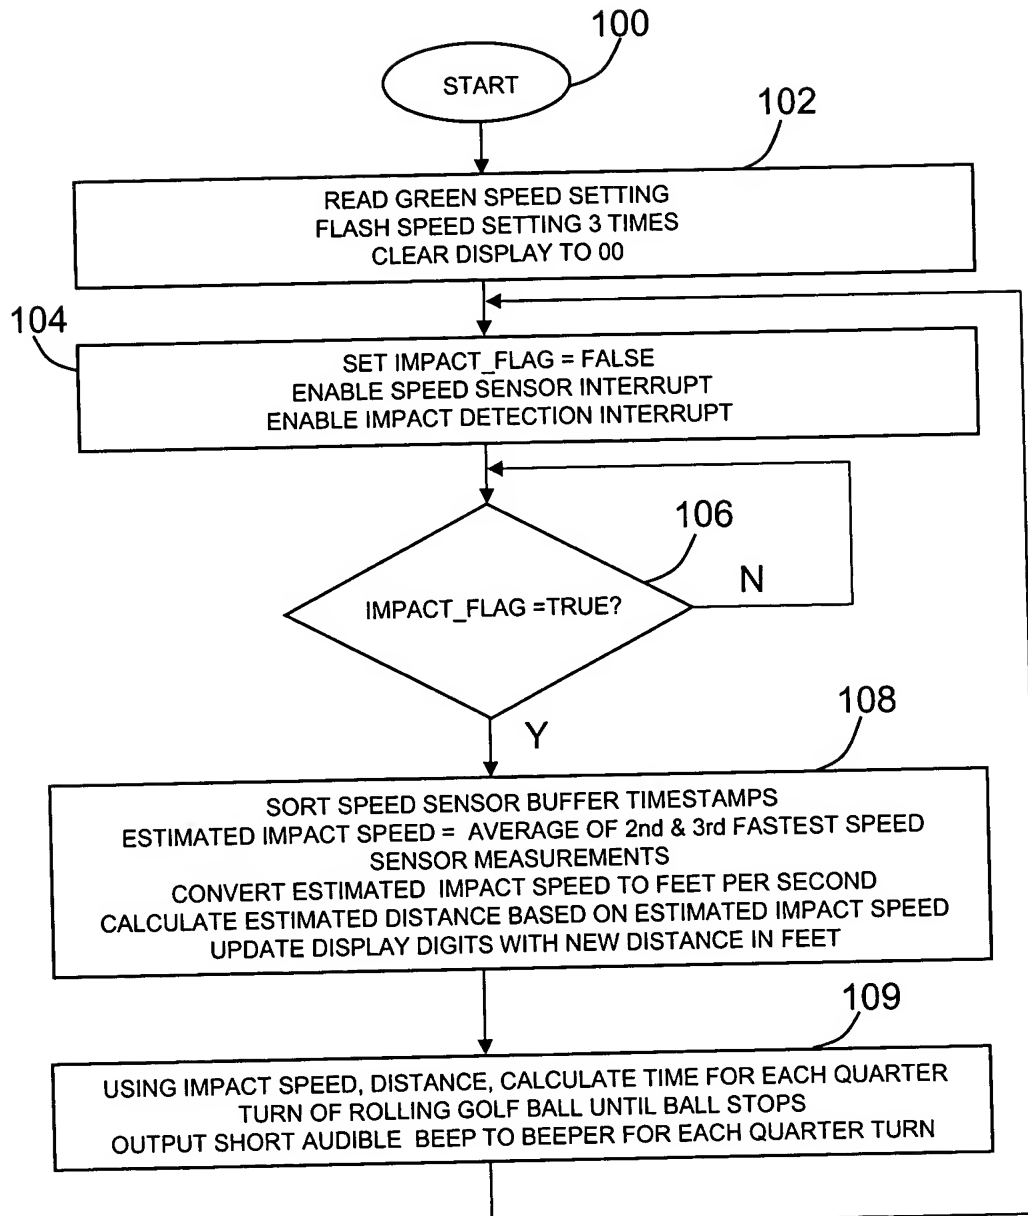 100
START
102
READ GREEN SPEED SETTING
FLASH SPEED SETTING 3 TIMES
CLEAR DISPLAY TO 00
104
SET IMPACT_FLAG = FALSE
ENABLE SPEED SENSOR INTERRUPT
ENABLE IMPACT DETECTION INTERRUPT
106
IMPACT_FLAG =TRUE?
N
Y
108
SORT SPEED SENSOR BUFFER TIMESTAMPS
ESTIMATED IMPACT SPEED = AVERAGE OF 2nd & 3rd FASTEST SPEED
SENSOR MEASUREMENTS
CONVERT ESTIMATED IMPACT SPEED TO FEET PER SECOND
CALCULATE ESTIMATED DISTANCE BASED ON ESTIMATED IMPACT SPEED
UPDATE DISPLAY DIGITS WITH NEW DISTANCE IN FEET
109
USING IMPACT SPEED, DISTANCE, CALCULATE TIME FOR EACH QUARTER
TURN OF ROLLING GOLF BALL UNTIL BALL STOPS
OUTPUT SHORT AUDIBLE BEEP TO BEEPER FOR EACH QUARTER TURN